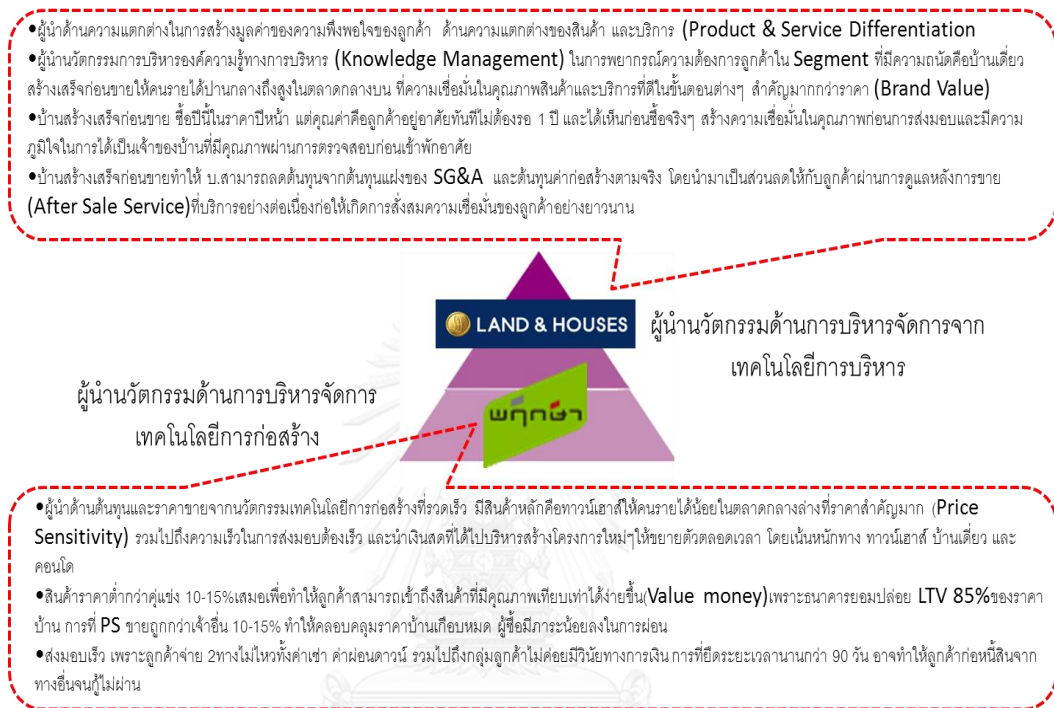 •ผู้นำด้านความแตกต่างในการสร้างมูลค่าของความพึงพอใจของลูกค้า ด้านความแตกต่างของสินค้า และบริการ (Product & Service Differentiation
•ผู้นำนวัตกรรมการบริหารองค์ความรู้ทางการบริหาร (Knowledge Management) ในการพยากรณ์ความต้องการลูกค้าใน Segment ที่มีความถนัดคือบ้านเดี่ยว
สร้างเสร็จก่อนขายให้คนรายได้ปานกลางถึงสูงในตลาดกลางบน ที่ความเชื่อมั่นในคุณภาพสินค้าและบริการที่ดีในขั้นตอนต่างๆ สำคัญมากกว่าราคา (Brand Value)
•บ้านสร้างเสร็จก่อนขาย ซื้อปีนี้ในราคาปีหน้า แต่คุณค่าคือลูกค้าอยู่อาศัยทันทีไม่ต้องรอ 1 ปี และได้เห็นก่อนซื้อจริงๆ สร้างความเชื่อมั่นในคุณภาพก่อนการส่งมอบและมีความ
ภูมิใจในการได้เป็นเจ้าของบ้านที่มีคุณภาพผ่านการตรวจสอบก่อนเข้าพักอาศัย
•บ้านสร้างเสร็จก่อนขายทำให้ บ.สามารถลดต้นทุนจากต้นทุนแฝงของ SG&A และต้นทุนค่าก่อสร้างตามจริง โดยนำมาเป็นส่วนลดให้กับลูกค้าผ่านการดูแลหลังการขาย
(After Sale Service)ที่บริการอย่างต่อเนื่องก่อให้เกิดการสั่งสมความเชื่อมั่นของลูกค้าอย่างยาวนาน
LAND & HOUSES
ผู้นำนวัตกรรมด้านการบริหารจัดการจาก
เทคโนโลยีการบริหาร
ผู้นำนวัตกรรมด้านการบริหารจัดการ
เทคโนโลยีการก่อสร้าง
พฤกษา
•ผู้นำด้านต้นทุนและราคาขายจากนวัตกรรมเทคโนโลยีการก่อสร้างที่รวดเร็ว มีสินค้าหลักคือทาวน์เฮาส์ให้คนรายได้น้อยในตลาดกลางล่างที่ราคาสำคัญมาก (Price
Sensitivity) รวมไปถึงความเร็วในการส่งมอบต้องเร็ว และนำเงินสดที่ได้ไปบริหารสร้างโครงการใหม่ๆให้ขยายตัวตลอดเวลา โดยเน้นหนักทาง ทาวน์เฮาส์ บ้านเดี่ยว และ
คอนโด
•สินค้าราคาต่ำกว่าคู่แข่ง 10-15%เสมอเพื่อทำให้ลูกค้าสามารถเข้าถึงสินค้าที่มีคุณภาพเทียบเท่าได้ง่ายขึ้น(Value money)เพราะธนาคารยอมปล่อย LTV 85%ของราคา
บ้าน การที่ PS ขายถูกกว่าเจ้าอื่น 10-15% ทำให้คลอบคลุมราคาบ้านเกือบหมด ผู้ซื้อมีภาระน้อยลงในการผ่อน
•ส่งมอบเร็ว เพราะลูกค้าจ่าย 2ทางไม่ไหวทั้งค่าเช่า ค่าผ่อนดาวน์ รวมไปถึงกลุ่มลูกค้าไม่ค่อยมีวินัยทางการเงิน การที่ยืดระยะเวลานานกว่า 90 วัน อาจทำให้ลูกค้าก่อหนี้สินจาก
ทางอื่นจนกู้ไม่ผ่าน